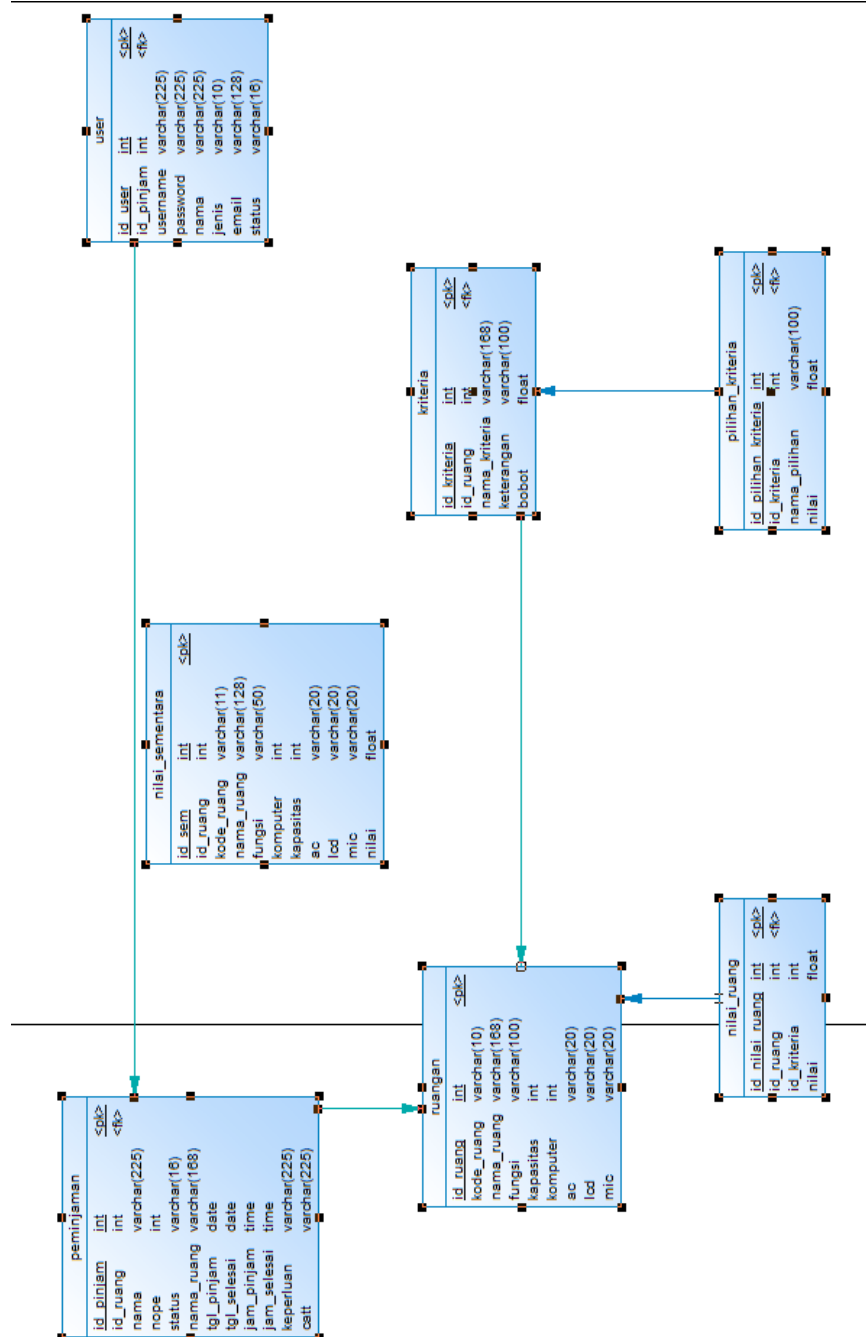 user
id_user int <pk>
id_pinjam int <fk>
username varchar(225)
password varchar(225)
nama varchar(225)
jenis varchar(10)
email varchar(128)
status varchar(16)
kriteria
id_kriteria int <pk>
id_ruang int <fk>
nama_kriteria varchar(168)
keterangan varchar(100)
bobot float
pilihan_kriteria
id_pilihan_kriteria int <pk>
id_kriteria int <fk>
nama_pilihan varchar(100)
nilai float
nilai_sementara
id_sem int <pk>
id_ruang int
kode_ruang varchar(11)
nama_ruang varchar(128)
fungsi varchar(50)
komputer int
kapasitas int
ac varchar(20)
lcd varchar(20)
mic varchar(20)
nilai float
peminjaman
id_pinjam int <pk>
id_ruang int <fk>
nama varchar(225)
nope int
status varchar(16)
nama_ruang varchar(168)
tgl_pinjam date
tgl_selesai date
jam_pinjam time
jam_selesai time
keperluan varchar(225)
catt varchar(225)
ruangan
id_ruang int <pk>
kode_ruang varchar(10)
nama_ruang varchar(168)
fungsi varchar(100)
kapasitas int
komputer int
ac varchar(20)
lcd varchar(20)
mic varchar(20)
nilai_ruang
id_nilai_ruang int <pk>
id_ruang int <fk>
id_kriteria int
nilai float